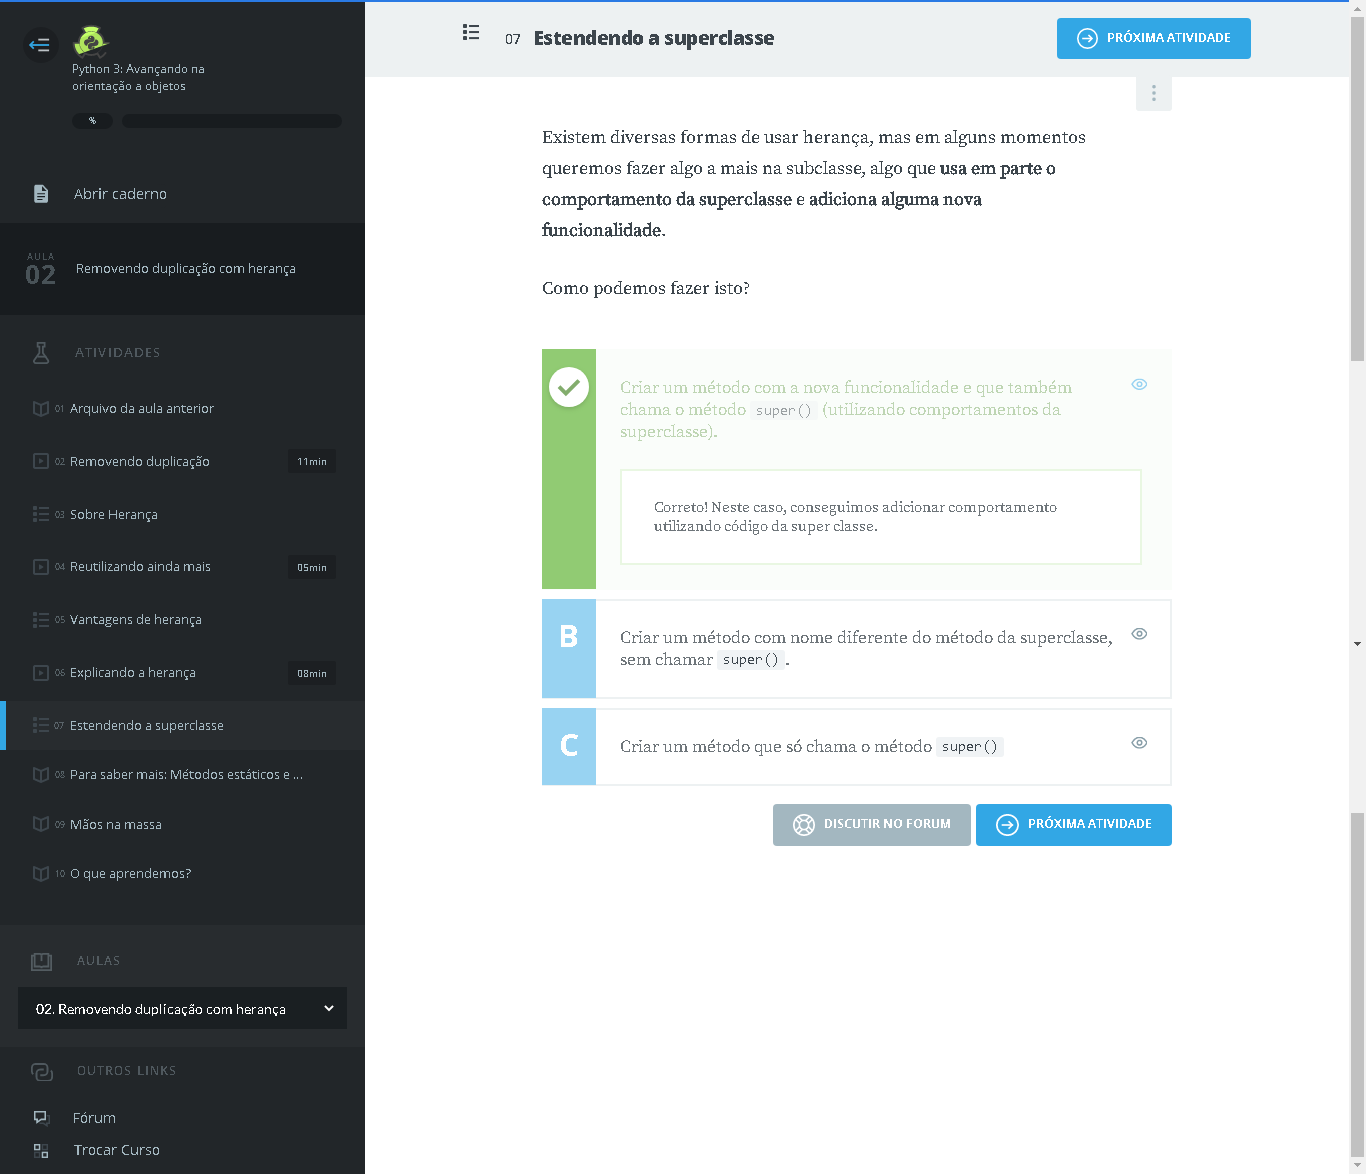 Python 3: Avançando na
orientação a objetos
%
Abrir caderno
AULA
02
Removendo duplicação com herança
ATIVIDADES
01 Arquivo da aula anterior
02 Removendo duplicação 11min
03 Sobre Herança
04 Reutilizando ainda mais 05min
05 Vantagens de herança
06 Explicando a herança 08min
07 Estendendo a superclasse
08 Para saber mais: Métodos estáticos e ...
09 Mãos na massa
10 O que aprendemos?
AULAS
02. Removendo duplicação com herança
OUTROS LINKS
Fórum
Trocar Curso
07 Estendendo a superclasse
PRÓXIMA ATIVIDADE
Existem diversas formas de usar herança, mas em alguns momentos
queremos fazer algo a mais na subclasse, algo que usa em parte o
comportamento da superclasse e adiciona alguma nova
funcionalidade.
Como podemos fazer isto?
Criar um método com a nova funcionalidade e que também
chama o método super() (utilizando comportamentos da
superclasse).
Correto! Neste caso, conseguimos adicionar comportamento
utilizando código da super classe.
B
Criar um método com nome diferente do método da superclasse,
sem chamar super().
C
Criar um método que só chama o método super()
DISCUTIR NO FORUM
PRÓXIMA ATIVIDADE